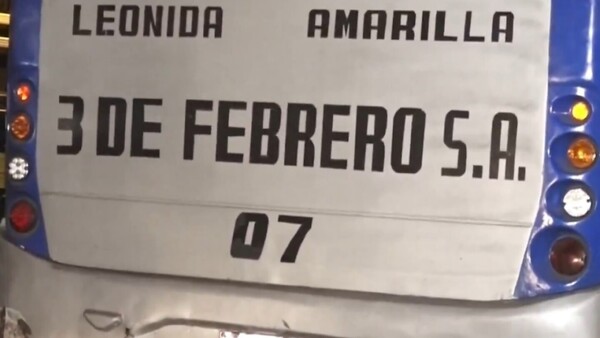 LEONIDA AMARILLA
3 DE FEBRERO S.A.
07